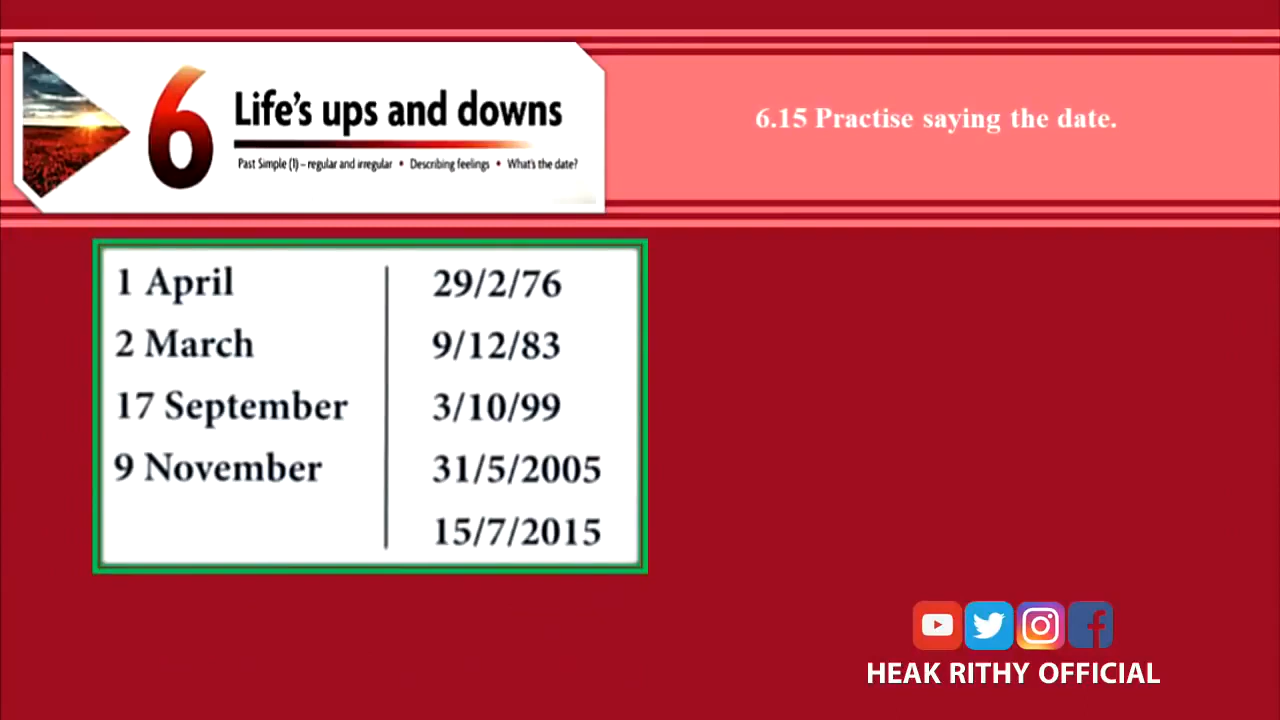 6 Life's ups and downs
Past Simple (1) – regular and irregular • Describing feelings • What's the date?
6.15 Practise saying the date.
1 April
2 March
17 September
9 November
29/2/76
9/12/83
3/10/99
31/5/2005
15/7/2015
HEAK RITHY OFFICIAL